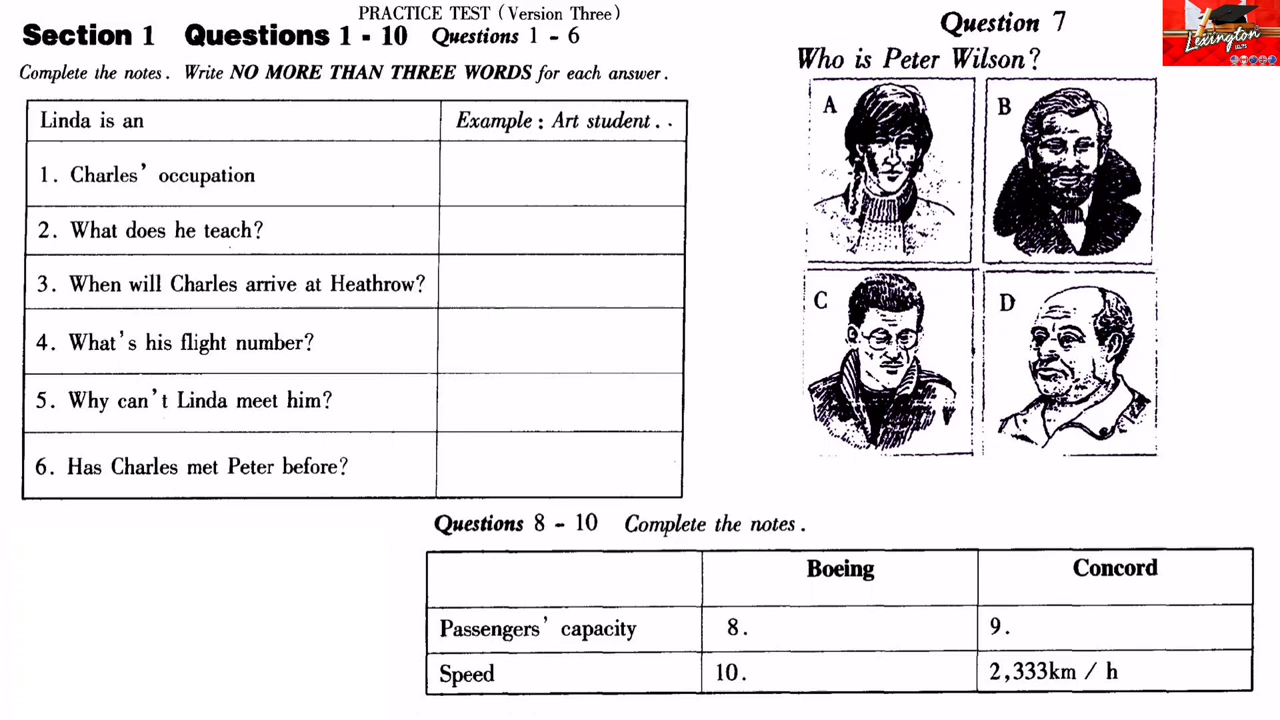 PRACTICE TEST (Version Three)
Section 1 Questions 1 - 10 Questions 1 - 6
Complete the notes. Write NO MORE THAN THREE WORDS for each answer.
Linda is an
Example: Art student. .
1. Charles' occupation
2. What does he teach?
3. When will Charles arrive at Heathrow?
4. What's his flight number?
5. Why can't Linda meet him?
6. Has Charles met Peter before?
Question 7
Who is Peter Wilson?
A
B
C
D
Lexington
IELTS
Questions 8 - 10 Complete the notes.
Boeing Concord
Passengers' capacity 8. 9.
Speed 10. 2,333km / h